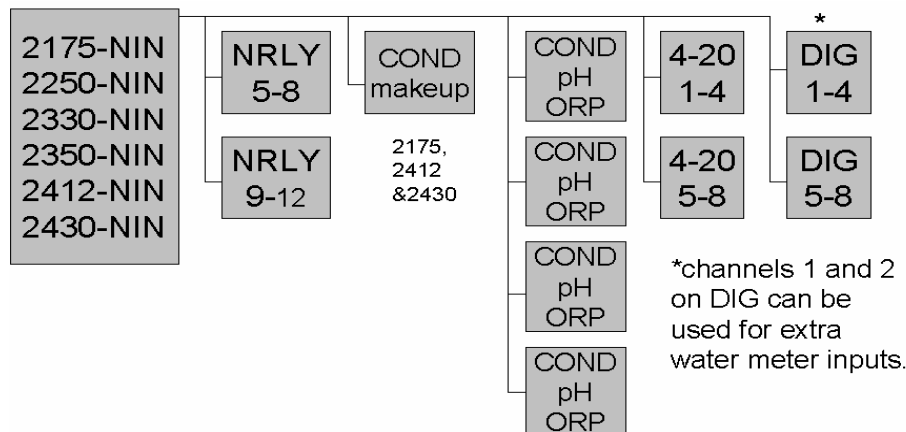 2175-NIN
2250-NIN
2330-NIN
2350-NIN
2412-NIN
2430-NIN
NRLY
5-8
NRLY
9-12
COND
makeup
2175,
2412
&2430
COND
pH
ORP
COND
pH
ORP
COND
pH
ORP
COND
pH
ORP
4-20
1-4
4-20
5-8
*
DIG
1-4
DIG
5-8
*channels 1 and 2
on DIG can be
used for extra
water meter inputs.